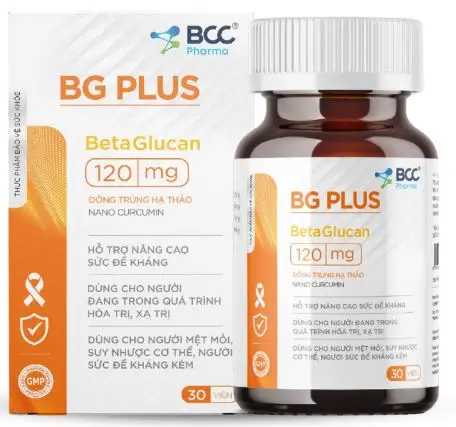 BCC®
Pharma
BG PLUS
BetaGlucan
120 mg
ĐÔNG TRÙNG HẠ THẢO
NANO CURCUMIN
HỖ TRỢ NÂNG CAO
SỨC ĐỀ KHÁNG
DÙNG CHO NGƯỜI
ĐANG TRONG QUÁ TRÌNH
HÓA TRỊ, XẠ TRỊ
DÙNG CHO NGƯỜI MỆT MỎI,
SUY NHƯỢC CƠ THỂ, NGƯỜI
SỨC ĐỀ KHÁNG KÉM
30 VIÊN
THỰC PHẨM BẢO VỆ SỨC KHỎE
GMP
BCC
Pharma
BG PLUS
BetaGlucan
120 mg
ĐÔNG TRÙNG HẠ THẢO
NANO CURCUMIN
HỖ TRỢ NÂNG CAO SỨC ĐỀ KHÁNG
DÙNG CHO NGƯỜI ĐANG TRONG
QUÁ TRÌNH HÓA TRỊ, XẠ TRỊ
DÙNG CHO NGƯỜI MỆT MỎI, SUY NHƯỢC
CƠ THỂ, NGƯỜI SỨC ĐỀ KHÁNG KÉM
30 VIÊN
GMP